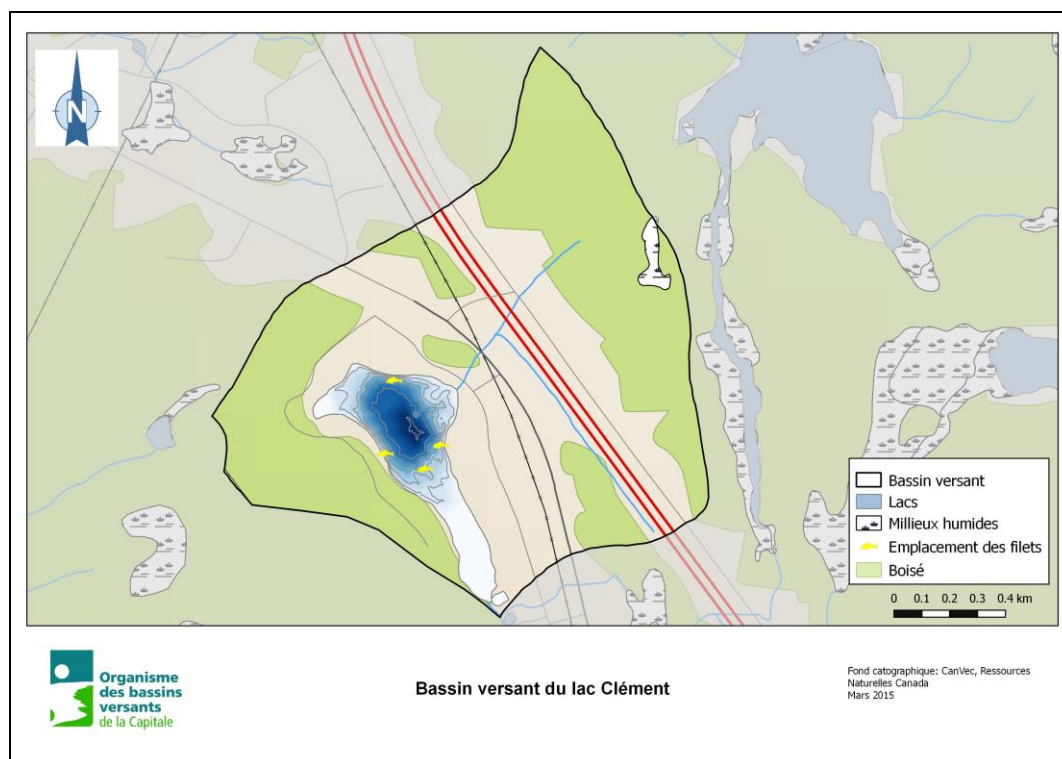 N
Bassin versant
Lacs
Millieux humides
Emplacement des filets
Boisé
0 0.1 0.2 0.3 0.4 km
Organisme
des bassins
versants
de la Capitale
Bassin versant du lac Clément
Fond catographique: CanVec, Ressources
Naturelles Canada
Mars 2015